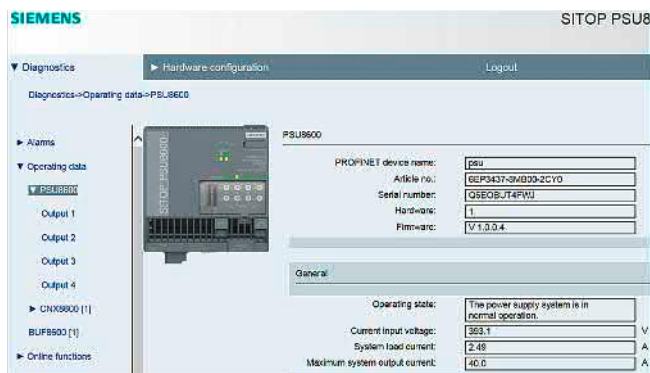 SIEMENS
SITOP PSU8
▼ Diagnostics
► Hardware configuration
Logout
Diagnostics->Operating data->PSU8600
► Alarms
▼ Operating data
▼ PSU8600
Output 1
Output 2
Output 3
Output 4
► CNX8600 [1]
BUF8600 [1]
► Online functions
SITOP PSU8600
PSU8600
PROFINET device name: psu
Article no.: 6EP3437-8MB00-2CY0
Serial number: Q6EOBUT4FWJ
Hardware: 1
Firmware: V 1.0.0.4
General
Operating state: The power supply system is in
normal operation.
Current input voltage: 393.1 V
System load current: 2.49 A
Maximum system output current: 40.0 A